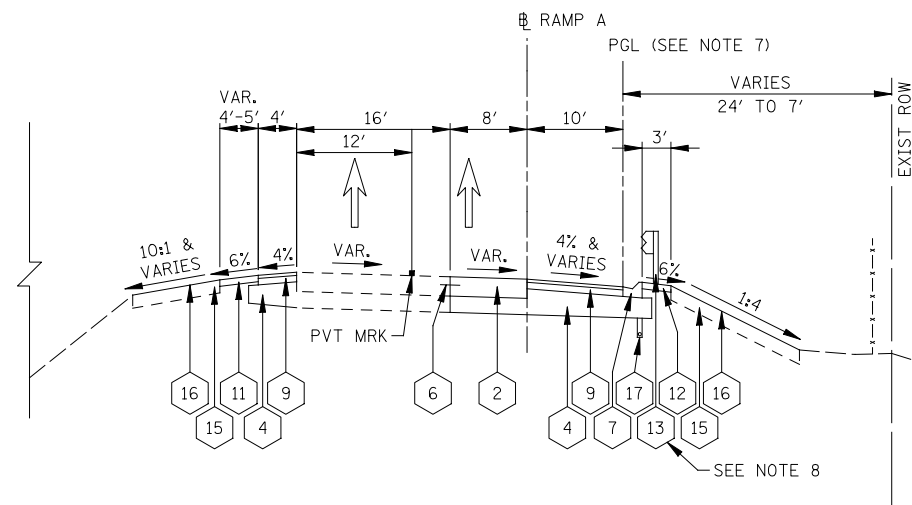 ℄ RAMP A
PGL (SEE NOTE 7)
VARIES
24' TO 7'
EXIST ROW
VAR.
4'-5'
4'
16'
8'
10'
12'
3'
10:1 &
VARIES
6%
4%
VAR.
VAR.
4% &
VARIES
6%
1:4
PVT MRK
16
11
9
6
2
9
17
12
16
15
4
4
7
13
15
SEE NOTE 8